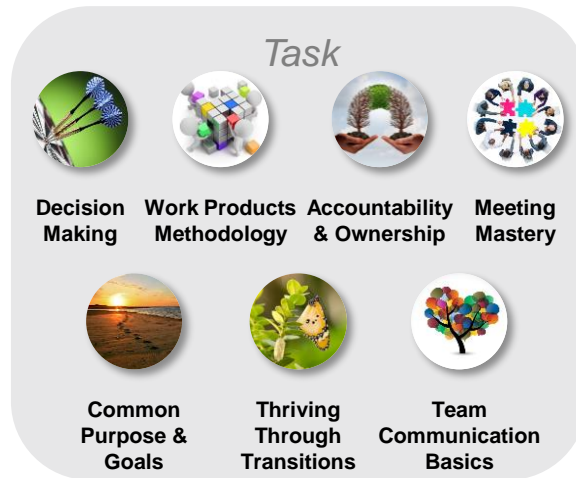 Task
Decision Making
Work Products Methodology
Accountability & Ownership
Meeting Mastery
Common Purpose & Goals
Thriving Through Transitions
Team Communication Basics